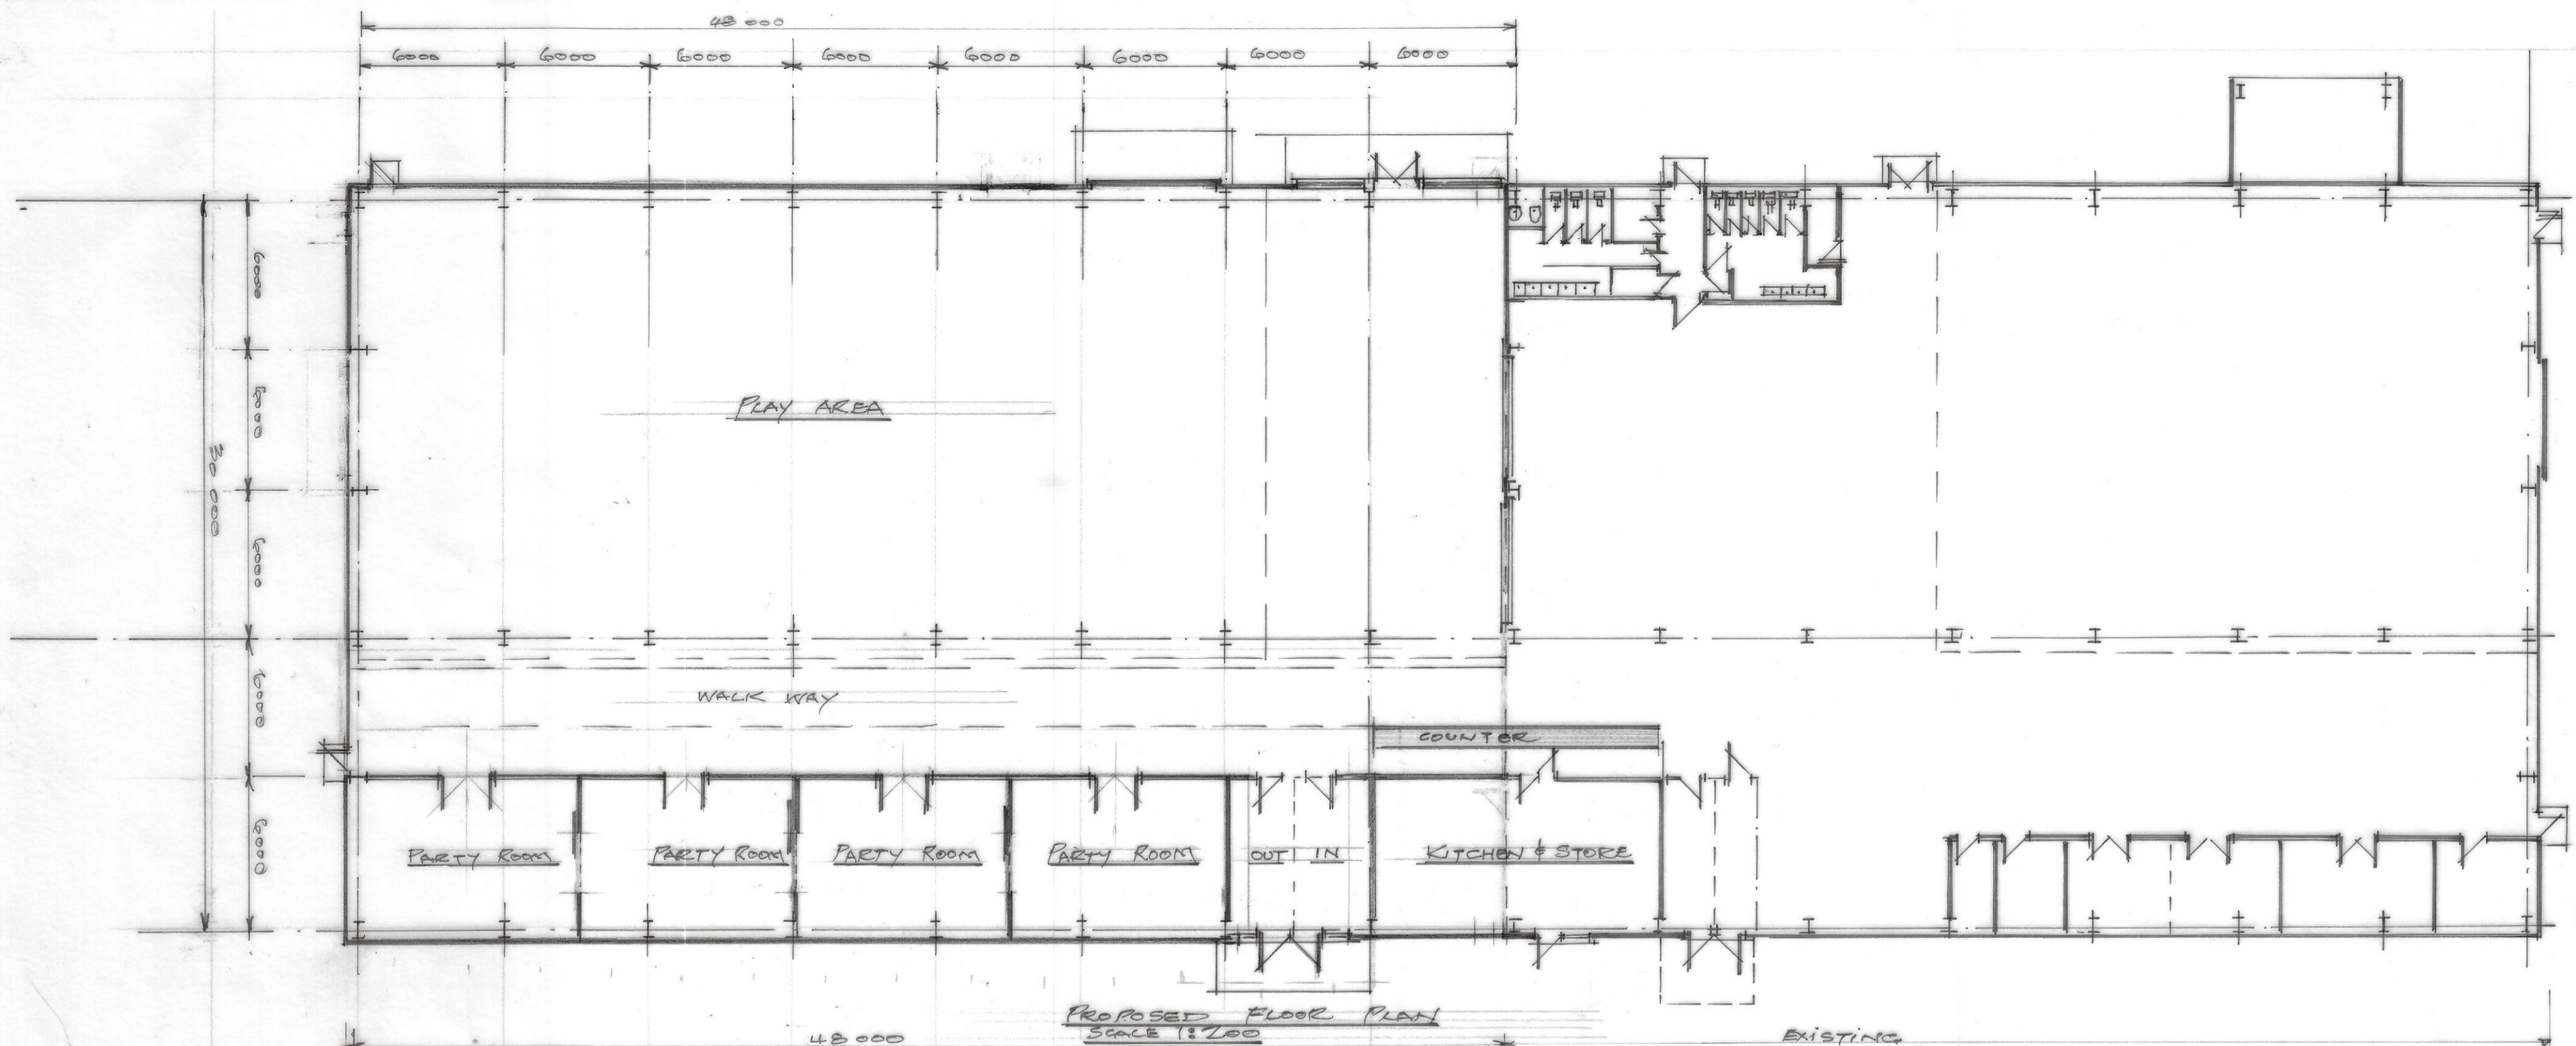 48 000
6000 6000 6000 6000 6000 6000 6000 6000
6000
6000
30 000
6000
6000
6000
PLAY AREA
WALK WAY
COUNTER
PARTY ROOM PARTY ROOM PARTY ROOM PARTY ROOM OUT IN KITCHEN & STORE
PROPOSED FLOOR PLAN
SCALE 1:200
48 000
EXISTING